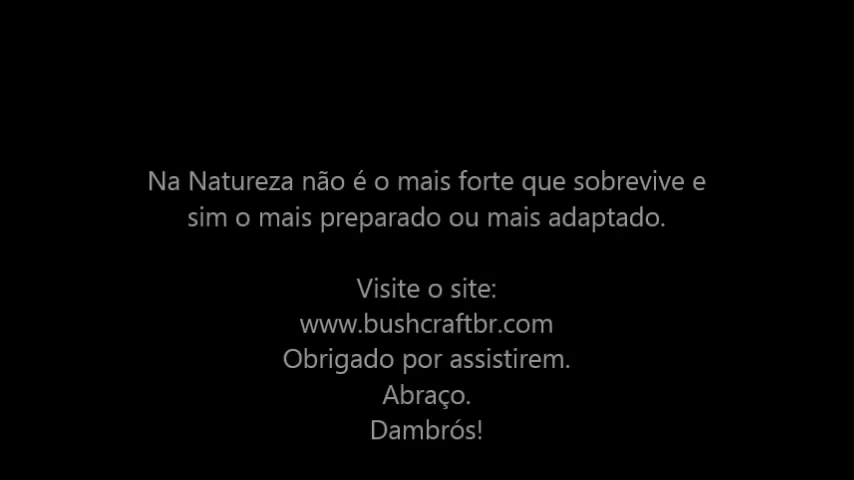 Na Natureza não é o mais forte que sobrevive e
sim o mais preparado ou mais adaptado.
Visite o site:
www.bushcraftbr.com
Obrigado por assistirem.
Abraço.
Dambrós!